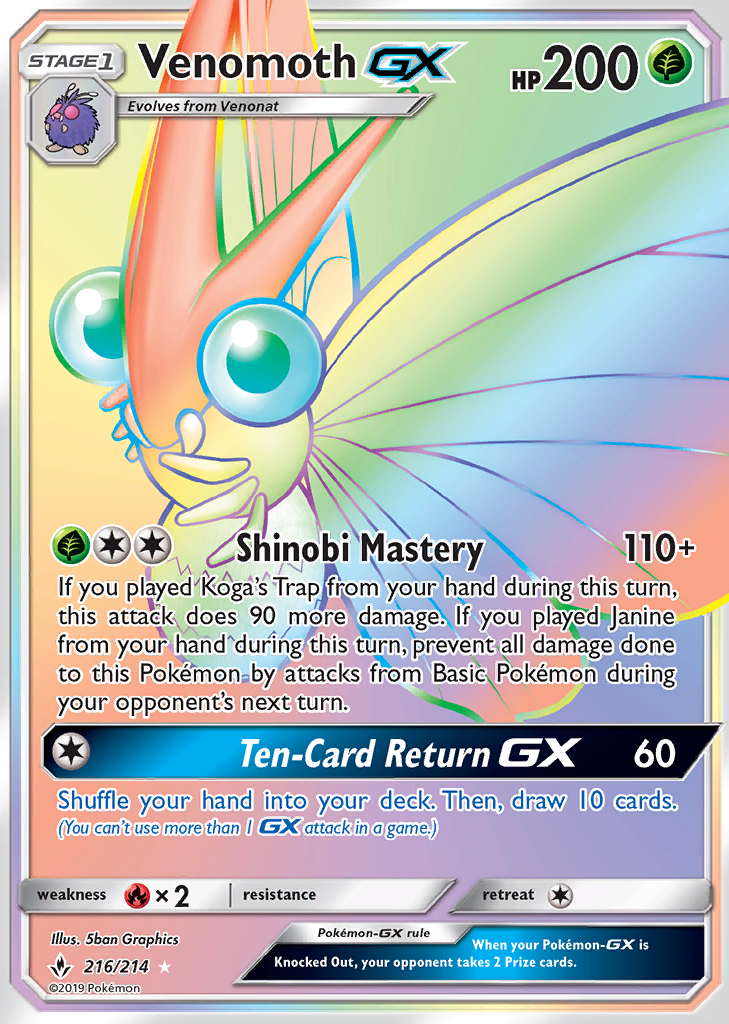 STAGE1 Venomoth GX HP200
Evolves from Venonat
Shinobi Mastery 110+
If you played Koga's Trap from your hand during this turn,
this attack does 90 more damage. If you played Janine
from your hand during this turn, prevent all damage done
to this Pokémon by attacks from Basic Pokémon during
your opponent's next turn.
Ten-Card Return GX 60
Shuffle your hand into your deck. Then, draw 10 cards.
(You can't use more than 1 GX attack in a game.)
weakness ×2 resistance retreat
Illus. 5ban Graphics
216/214
©2019 Pokémon
Pokémon-GX rule
When your Pokémon-GX is
Knocked Out, your opponent takes 2 Prize cards.